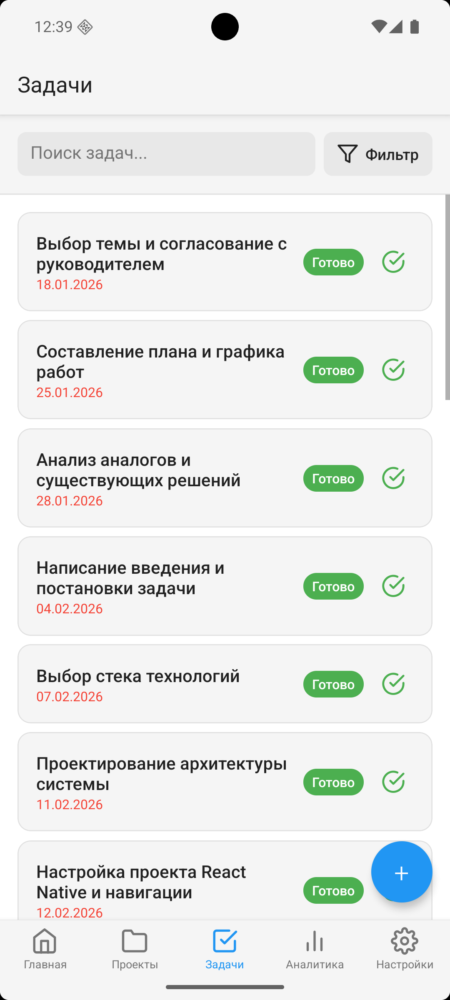 12:39
Задачи
Поиск задач...
Фильтр
Выбор темы и согласование с
руководителем
18.01.2026
Готово
Составление плана и графика
работ
25.01.2026
Готово
Анализ аналогов и
существующих решений
28.01.2026
Готово
Написание введения и
постановки задачи
04.02.2026
Готово
Выбор стека технологий
07.02.2026
Готово
Проектирование архитектуры
системы
11.02.2026
Готово
Настройка проекта React
Native и навигации
12.02.2026
Готово
+
Главная
Проекты
Задачи
Аналитика
Настройки